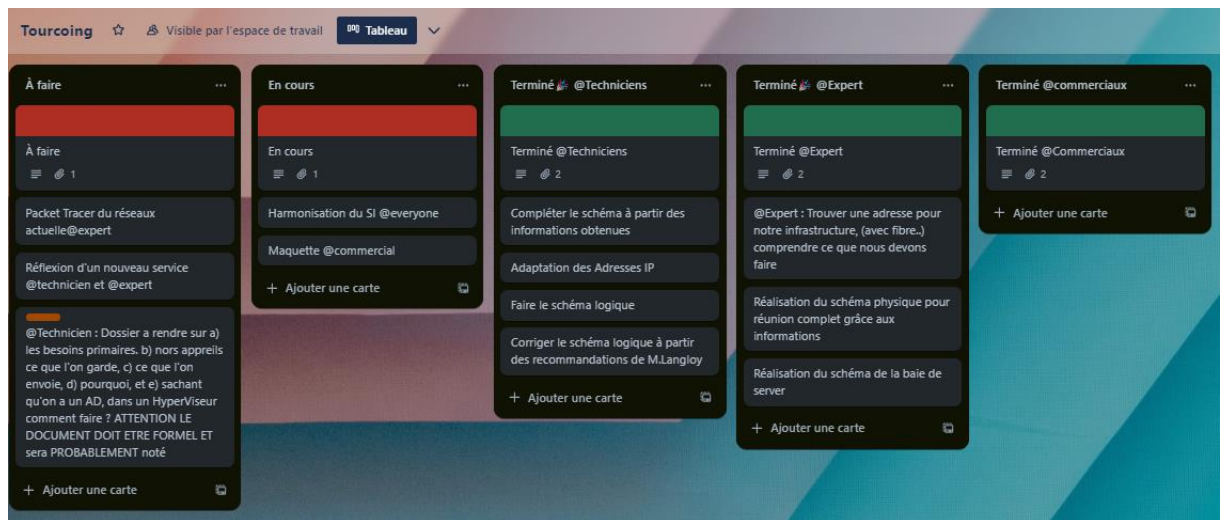 Tourcoing
Visible par l'espace de travail
Tableau
À faire
À faire
1
Packet Tracer du réseaux
actuelle@expert
Réflexion d'un nouveau service
@technicien et @expert
@Technicien : Dossier a rendre sur a)
les besoins primaires. b) nors appreils
ce que l'on garde, c) ce que l'on
envoie, d) pourquoi, et e) sachant
qu'on a un AD, dans un HyperViseur
comment faire ? ATTENTION LE
DOCUMENT DOIT ETRE FORMEL ET
sera PROBABLEMENT noté
+ Ajouter une carte
En cours
En cours
1
Harmonisation du SI @everyone
Maquette @commercial
+ Ajouter une carte
Terminé🎉 @Techniciens
Terminé @Techniciens
2
Compléter le schéma à partir des
informations obtenues
Adaptation des Adresses IP
Faire le schéma logique
Corriger le schéma logique à partir
des recommandations de M.Langloy
+ Ajouter une carte
Terminé🎉 @Expert
Terminé @Expert
2
@Expert : Trouver une adresse pour
notre infrastructure, (avec fibre..)
comprendre ce que nous devons
faire
Réalisation du schéma physique pour
réunion complet grâce aux
informations
Réalisation du schéma de la baie de
server
+ Ajouter une carte
Terminé @commerciaux
Terminé @Commerciaux
2
+ Ajouter une carte